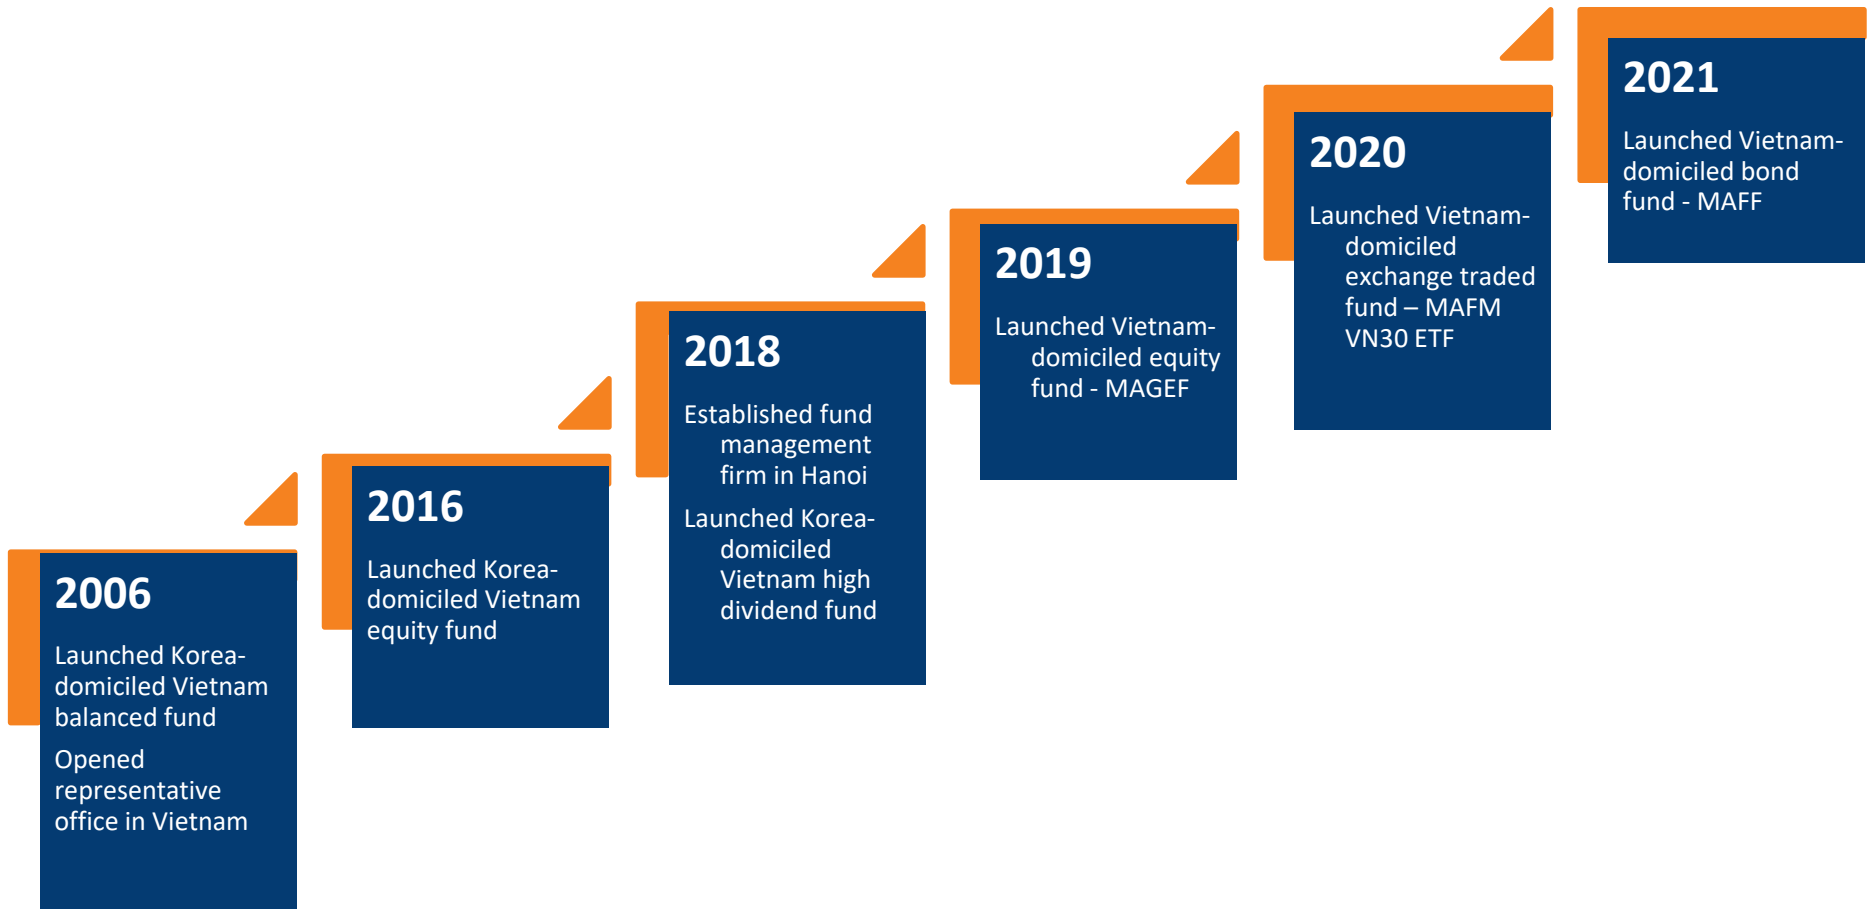 2006
Launched Korea-
domiciled Vietnam
balanced fund
Opened
representative
office in Vietnam
2016
Launched Korea-
domiciled Vietnam
equity fund
2018
Established fund
management
firm in Hanoi
Launched Korea-
domiciled
Vietnam high
dividend fund
2019
Launched Vietnam-
domiciled equity
fund - MAGEF
2020
Launched Vietnam-
domiciled
exchange traded
fund – MAFM
VN30 ETF
2021
Launched Vietnam-
domiciled bond
fund - MAFF